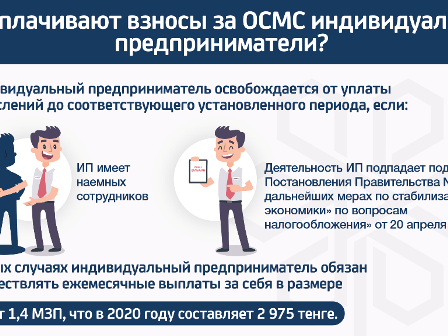 плачивают взносы за ОСМС индивидуал
предприниматели?
видуальный предприниматель освобождается от уплаты
слений до соответствующего установленного периода, если:
ИП имеет
наемных
сотрудников
Деятельность ИП подпадает под
Постановления Правительства №
дальнейших мерах по стабилиза
экономики» по вопросам
налогообложения» от 20 апреля
ых случаях индивидуальный предприниматель обязан
ествлять ежемесячные выплаты за себя в размере
т 1,4 МЗП, что в 2020 году составляет 2 975 тенге.